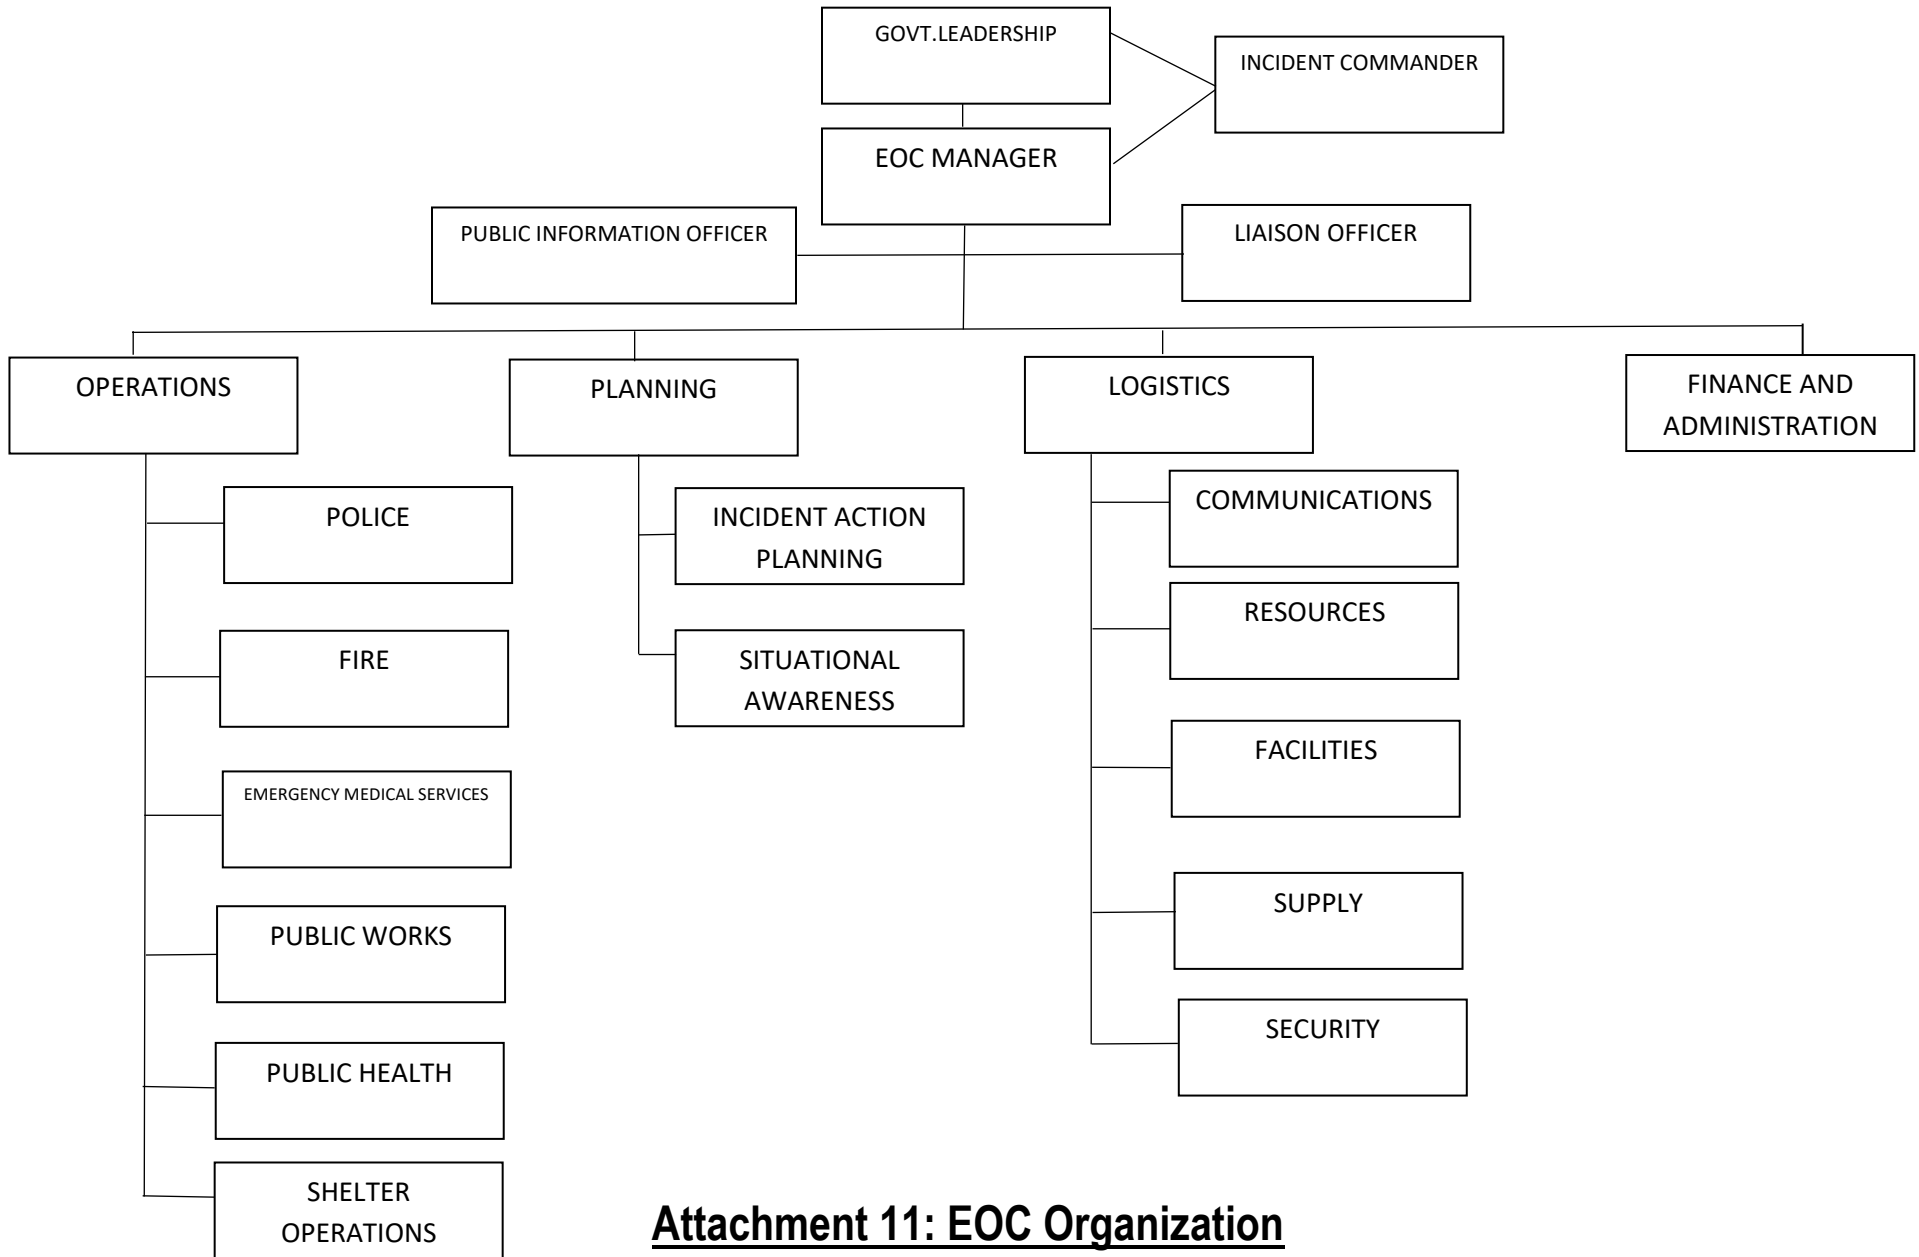 GOVT.LEADERSHIP
INCIDENT COMMANDER
EOC MANAGER
PUBLIC INFORMATION OFFICER
LIAISON OFFICER
OPERATIONS
PLANNING
LOGISTICS
FINANCE AND
ADMINISTRATION
POLICE
FIRE
EMERGENCY MEDICAL SERVICES
PUBLIC WORKS
PUBLIC HEALTH
SHELTER
OPERATIONS
INCIDENT ACTION
PLANNING
SITUATIONAL
AWARENESS
COMMUNICATIONS
RESOURCES
FACILITIES
SUPPLY
SECURITY
Attachment 11: EOC Organization